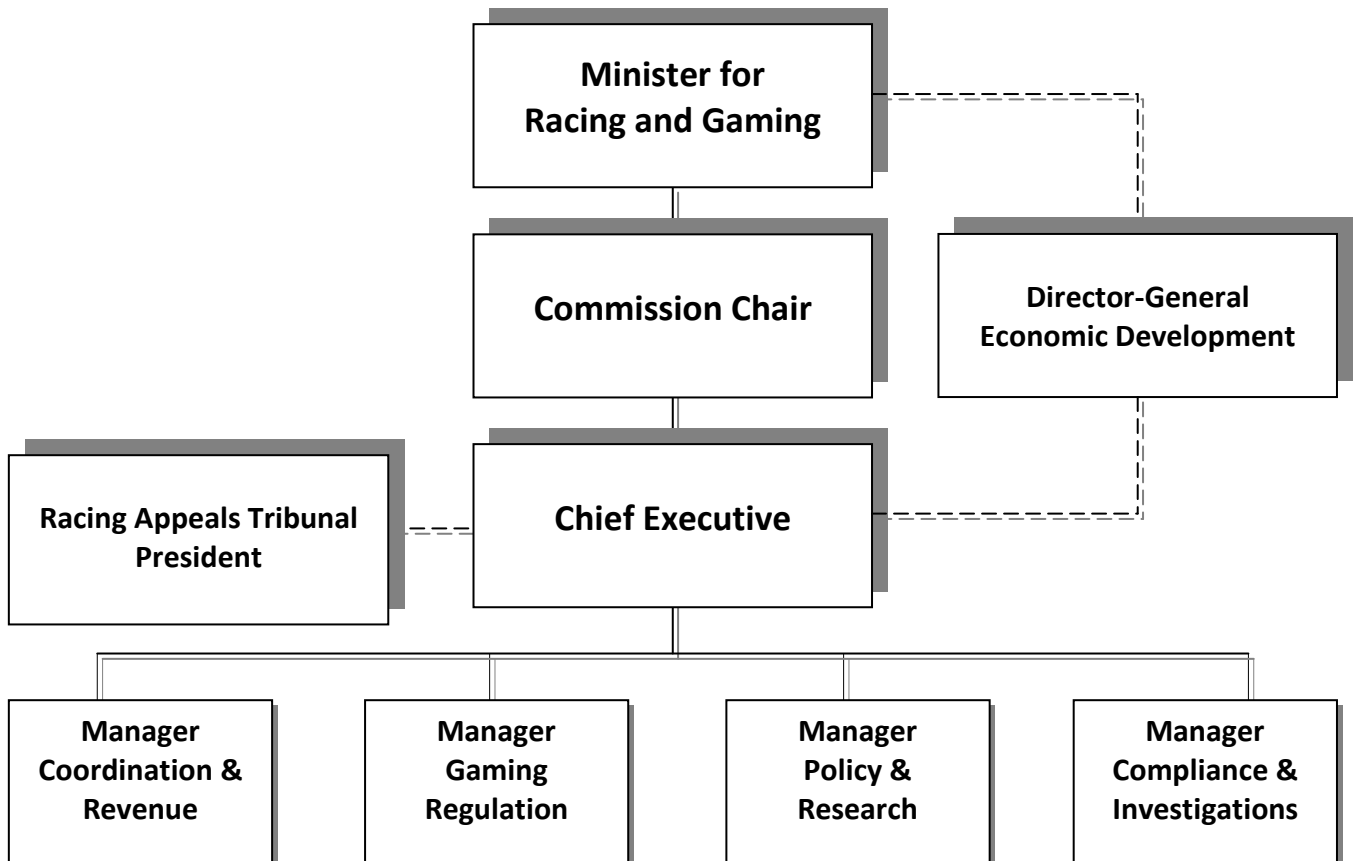 Minister for
Racing and Gaming
Commission Chair
Director-General
Economic Development
Racing Appeals Tribunal
President
Chief Executive
Manager
Coordination &
Revenue
Manager
Gaming
Regulation
Manager
Policy &
Research
Manager
Compliance &
Investigations